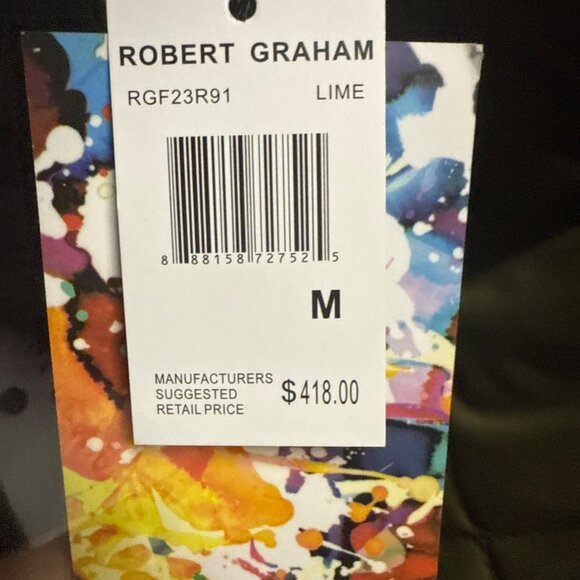 ROBERT GRAHAM
RGF23R91 LIME
8 88158 72752 5
M
MANUFACTURERS
SUGGESTED
RETAIL PRICE
$418.00